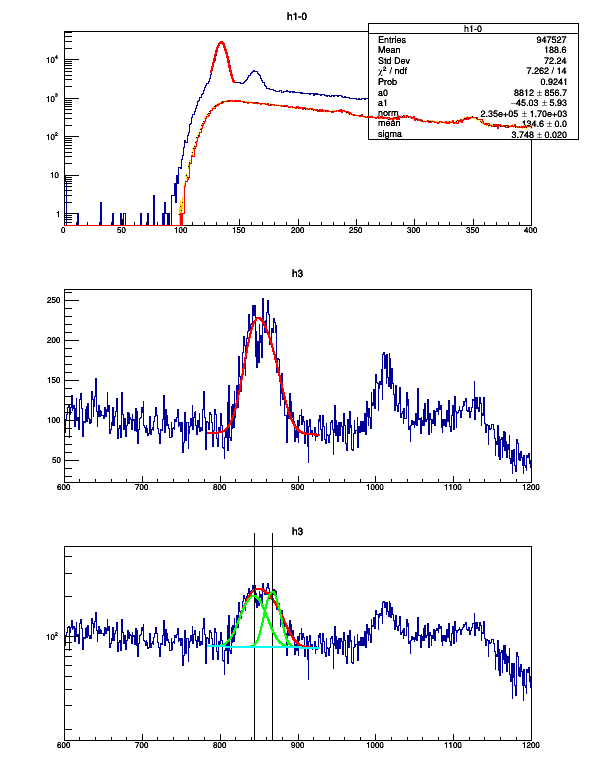 h1-0
h1-0
Entries 947527
Mean 188.6
Std Dev 72.24
χ² / ndf 7.262 / 14
Prob 0.9241
a0 8812 ± 856.7
a1 −45.03 ± 5.93
norm 2.35e+05 ± 1.70e+03
mean 134.6 ± 0.0
sigma 3.748 ± 0.020
10⁴
10³
10²
10
1
0 50 100 150 200 250 300 350 400
h3
250
200
150
100
50
600 700 800 900 1000 1100 1200
h3
10²
600 700 800 900 1000 1100 1200